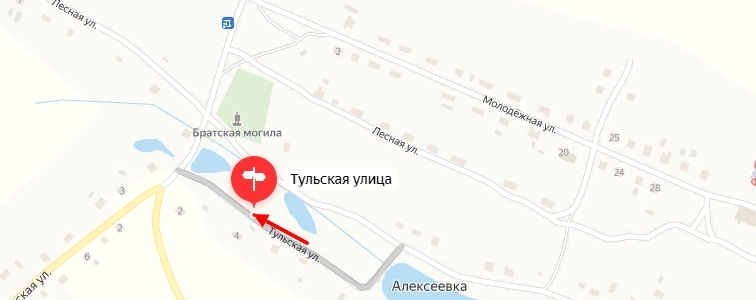 Лесная ул.
2
Молодёжная ул.
Братская могила
Лесная ул.
25
20
24
28
Тульская улица
3
2
4
Тульская ул.
2
6
Алексеевка
ская ул.